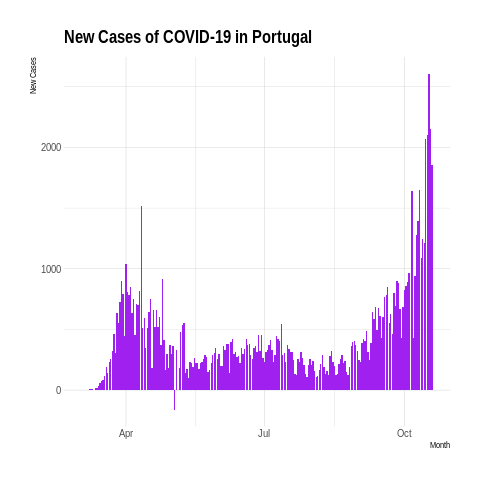 New Cases of COVID-19 in Portugal
New Cases
2000
1000
0
Apr
Jul
Oct
Month